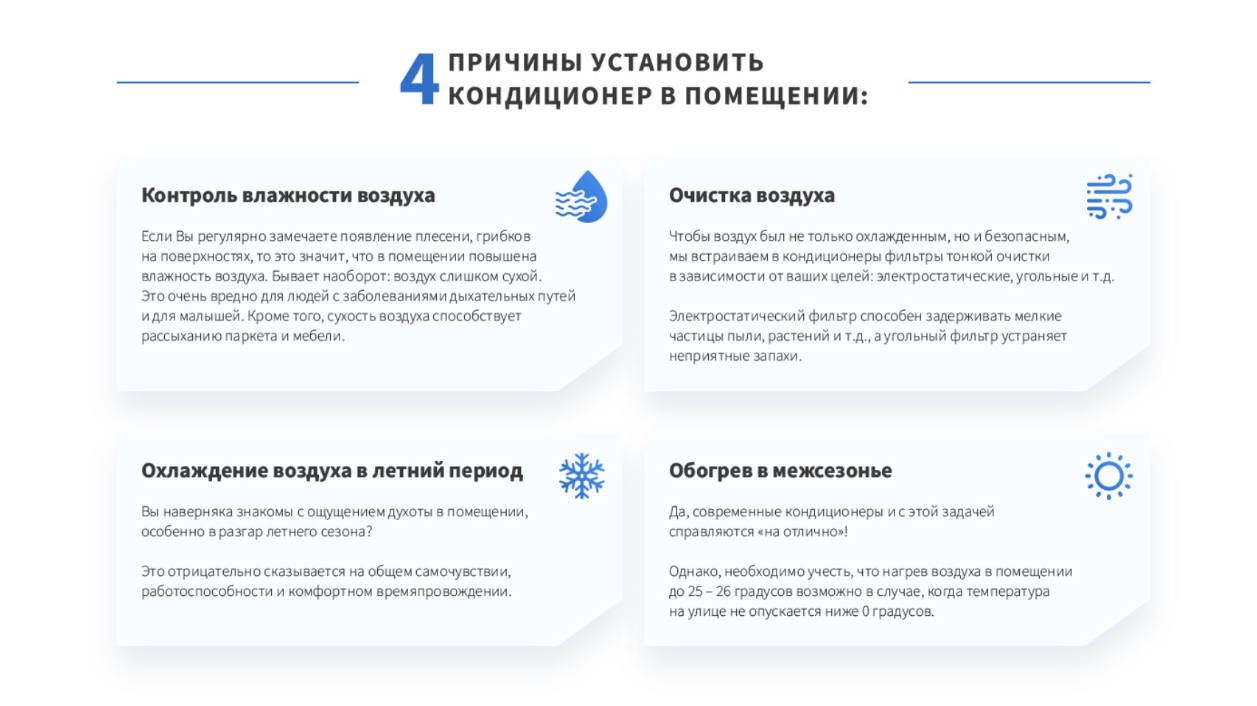 4 ПРИЧИНЫ УСТАНОВИТЬ
КОНДИЦИОНЕР В ПОМЕЩЕНИИ:
Контроль влажности воздуха
Если Вы регулярно замечаете появление плесени, грибков
на поверхностях, то это значит, что в помещении повышена
влажность воздуха. Бывает наоборот: воздух слишком сухой.
Это очень вредно для людей с заболеваниями дыхательных путей
и для малышей. Кроме того, сухость воздуха способствует
рассыханию паркета и мебели.
Очистка воздуха
Чтобы воздух был не только охлажденным, но и безопасным,
мы встраиваем в кондиционеры фильтры тонкой очистки
в зависимости от ваших целей: электростатические, угольные и т.д.
Электростатический фильтр способен задерживать мелкие
частицы пыли, растений и т.д., а угольный фильтр устраняет
неприятные запахи.
Охлаждение воздуха в летний период
Вы наверняка знакомы с ощущением духоты в помещении,
особенно в разгар летнего сезона?
Это отрицательно сказывается на общем самочувствии,
работоспособности и комфортном времяпровождении.
Обогрев в межсезонье
Да, современные кондиционеры и с этой задачей
справляются «на отлично»!
Однако, необходимо учесть, что нагрев воздуха в помещении
до 25 – 26 градусов возможно в случае, когда температура
на улице не опускается ниже 0 градусов.